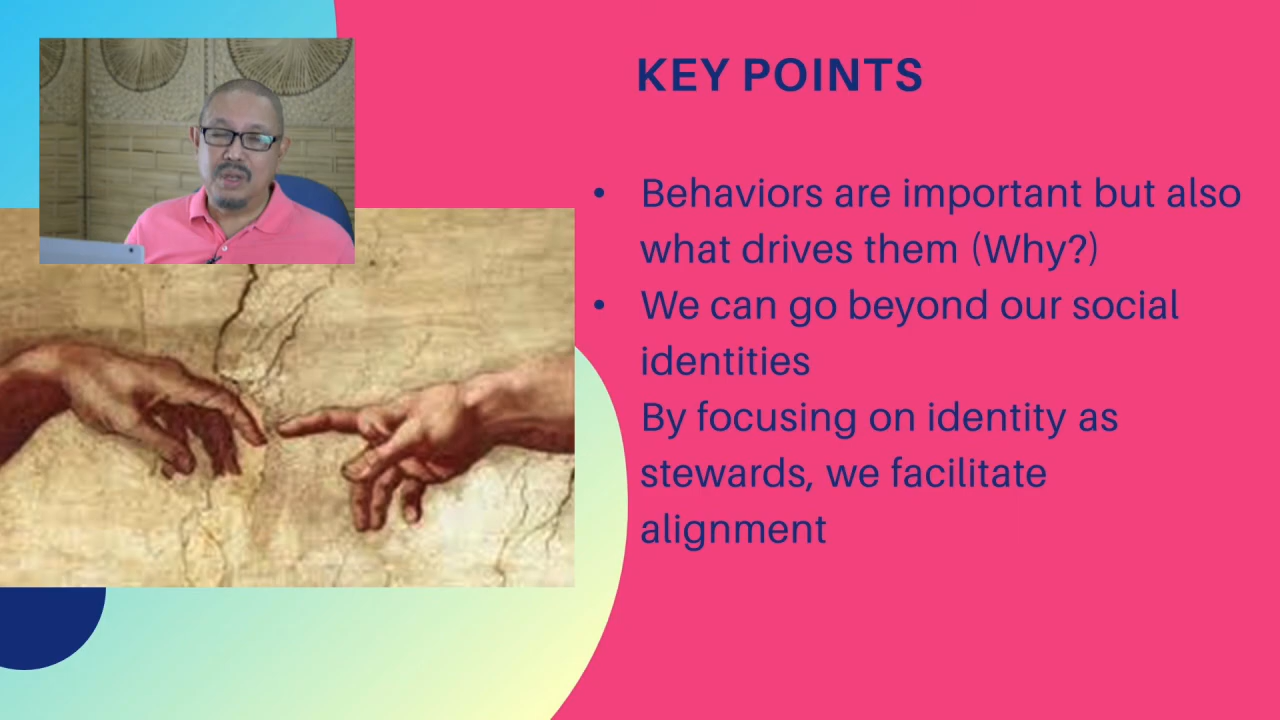 KEY POINTS
• Behaviors are important but also
what drives them (Why?)
• We can go beyond our social
identities
By focusing on identity as
stewards, we facilitate
alignment